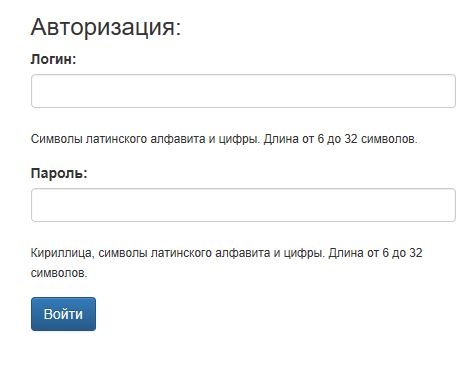 Авторизация:
Логин:
Символы латинского алфавита и цифры. Длина от 6 до 32 символов.
Пароль:
Кириллица, символы латинского алфавита и цифры. Длина от 6 до 32
символов.
Войти